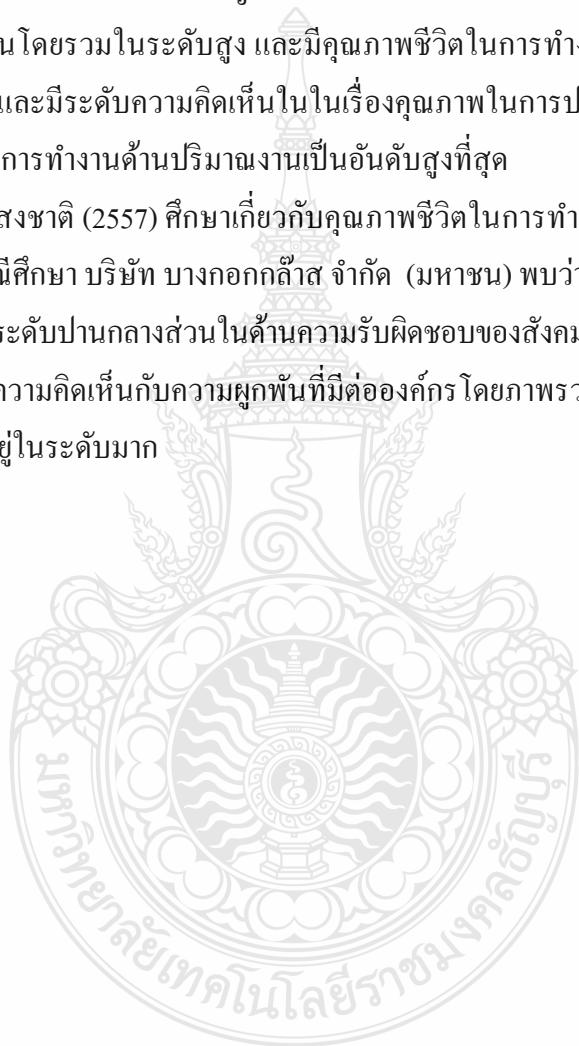 นโดยรวมในระดับสูง และมีคุณภาพชีวิตในการทำง
และมีระดับความคิดเห็นในในเรื่องคุณภาพในการป
การทำงานด้านปริมาณงานเป็นอันดับสูงที่สุด
สงชาติ (2557) ศึกษาเกี่ยวกับคุณภาพชีวิตในการทำ
ณีศึกษา บริษัท บางกอกกล๊าส จำกัด (มหาชน) พบว่
ระดับปานกลางส่วนในด้านความรับผิดชอบของสังคม
ความคิดเห็นกับความผูกพันที่มีต่อองค์กรโดยภาพรว
ยู่ในระดับมาก
มหาวิทยาลัยเทคโนโลยีราชมงคลธัญบุรี